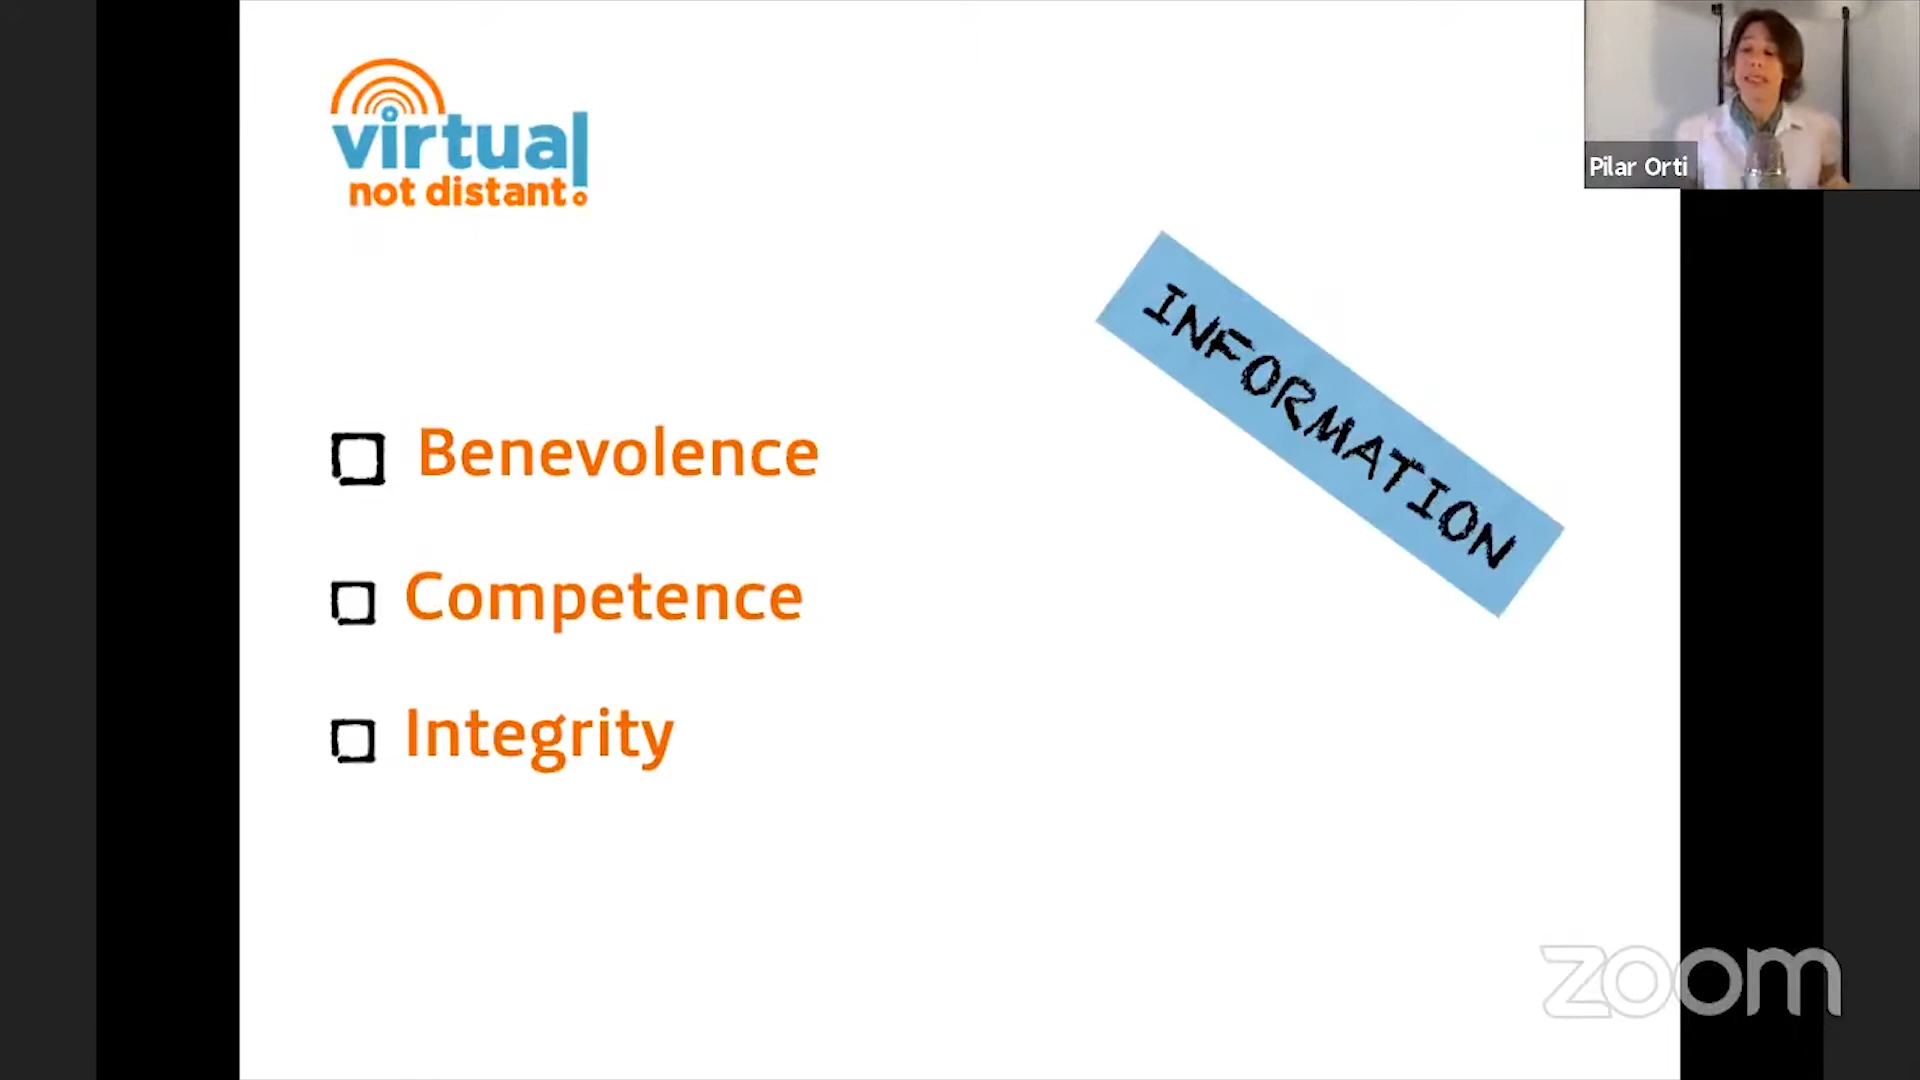 virtual
not distant.
Pilar Orti
INFORMATION
Benevolence
Competence
Integrity
zoom